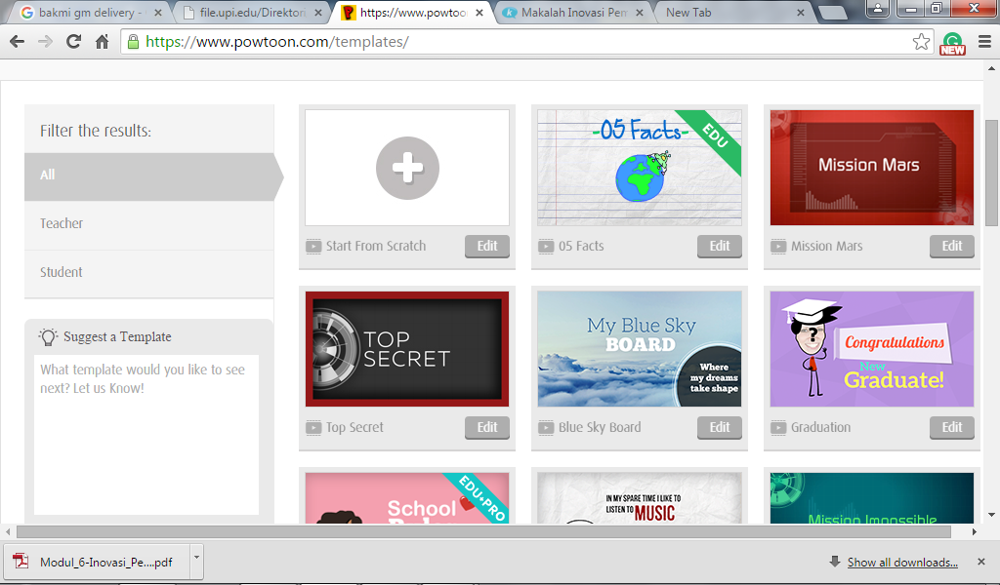 bakmi gm delivery -
file.upi.edu/Direktori
https://www.powtoo
Makalah Inovasi Pem
New Tab
https://www.powtoon.com/templates/
NEW
Filter the results:
All
Teacher
Student
Suggest a Template
What template would you like to see
next? Let us Know!
Start From Scratch
Edit
-05 Facts-
EDU
05 Facts
Edit
Mission Mars
Mission Mars
Edit
TOP
SECRET
Top Secret
Edit
My Blue Sky
BOARD
Where
my dreams
take shape
Blue Sky Board
Edit
?
Congratulations
New
Graduate!
Graduation
Edit
School
EDU+PRO
IN MY SPARE TIME I LIKE TO
LISTEN TO MUSIC
Mission Impossible
Modul_6-Inovasi_Pe....pdf
Show all downloads...